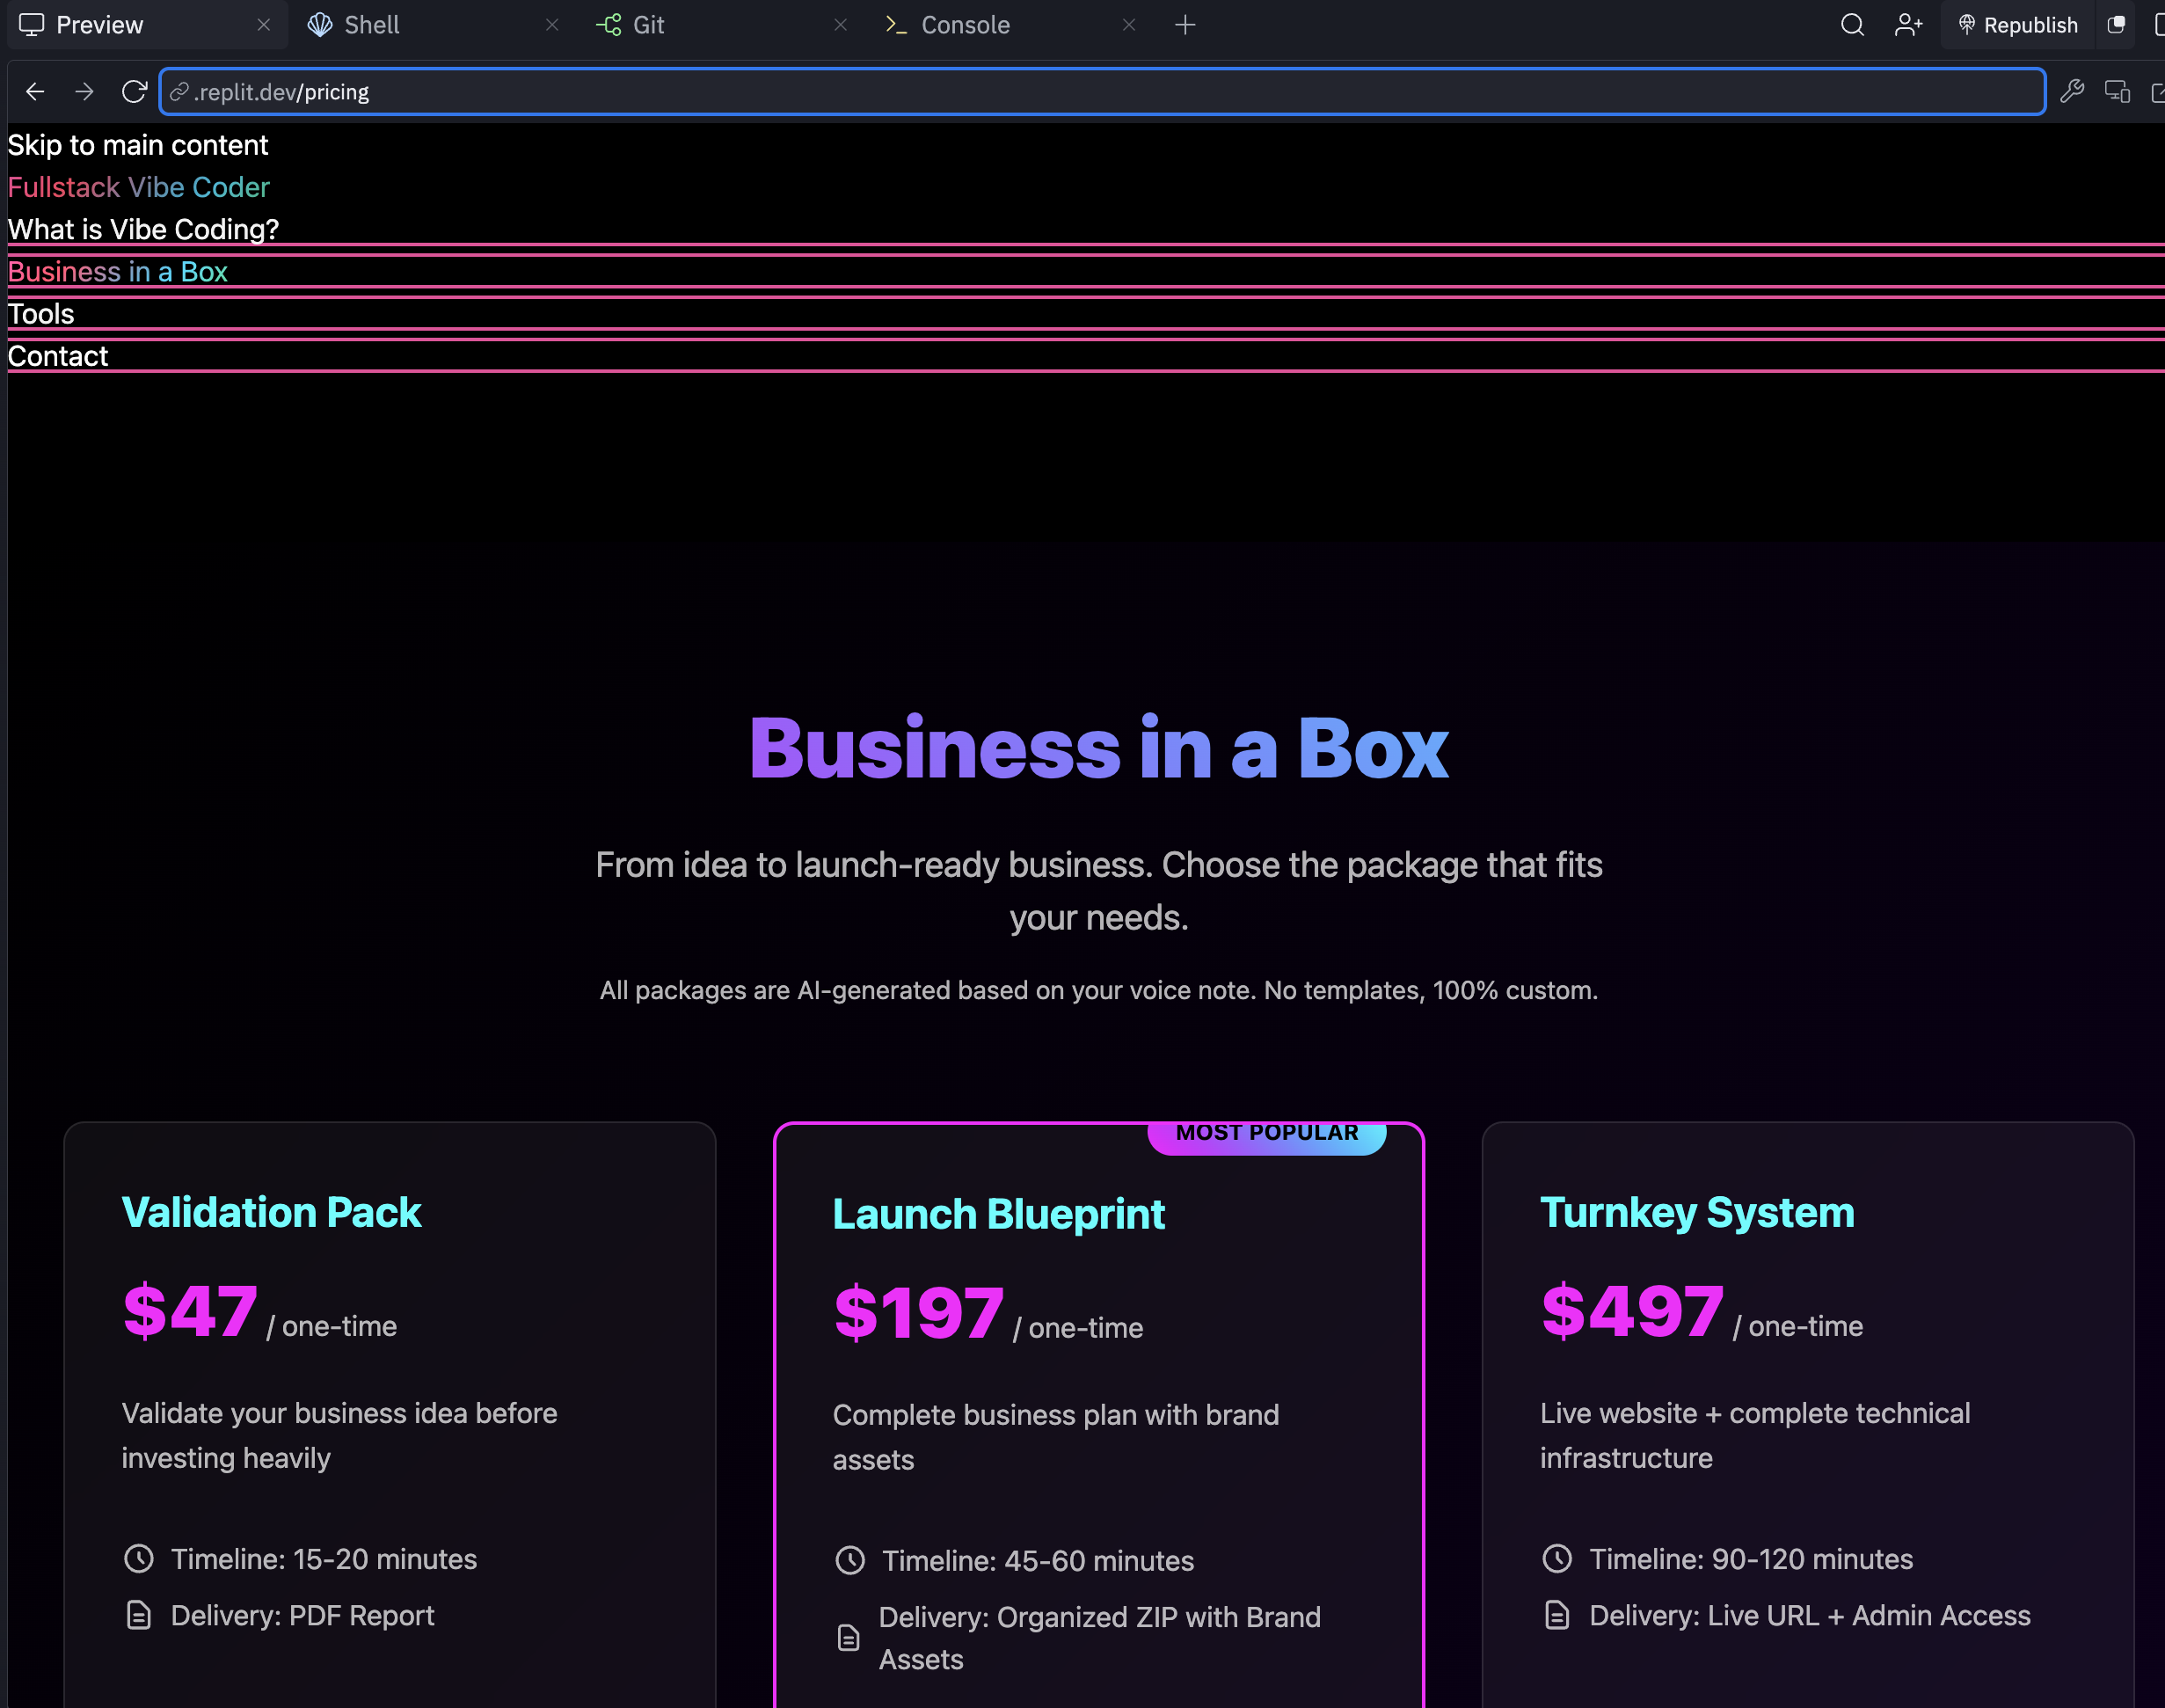 Preview
Shell
Git
Console
Republish
.replit.dev/pricing
Skip to main content
Fullstack Vibe Coder
What is Vibe Coding?
Business in a Box
Tools
Contact
Business in a Box
From idea to launch-ready business. Choose the package that fits
your needs.
All packages are AI-generated based on your voice note. No templates, 100% custom.
Validation Pack
$47 / one-time
Validate your business idea before
investing heavily
Timeline: 15-20 minutes
Delivery: PDF Report
MOST POPULAR
Launch Blueprint
$197 / one-time
Complete business plan with brand
assets
Timeline: 45-60 minutes
Delivery: Organized ZIP with Brand
Assets
Turnkey System
$497 / one-time
Live website + complete technical
infrastructure
Timeline: 90-120 minutes
Delivery: Live URL + Admin Access